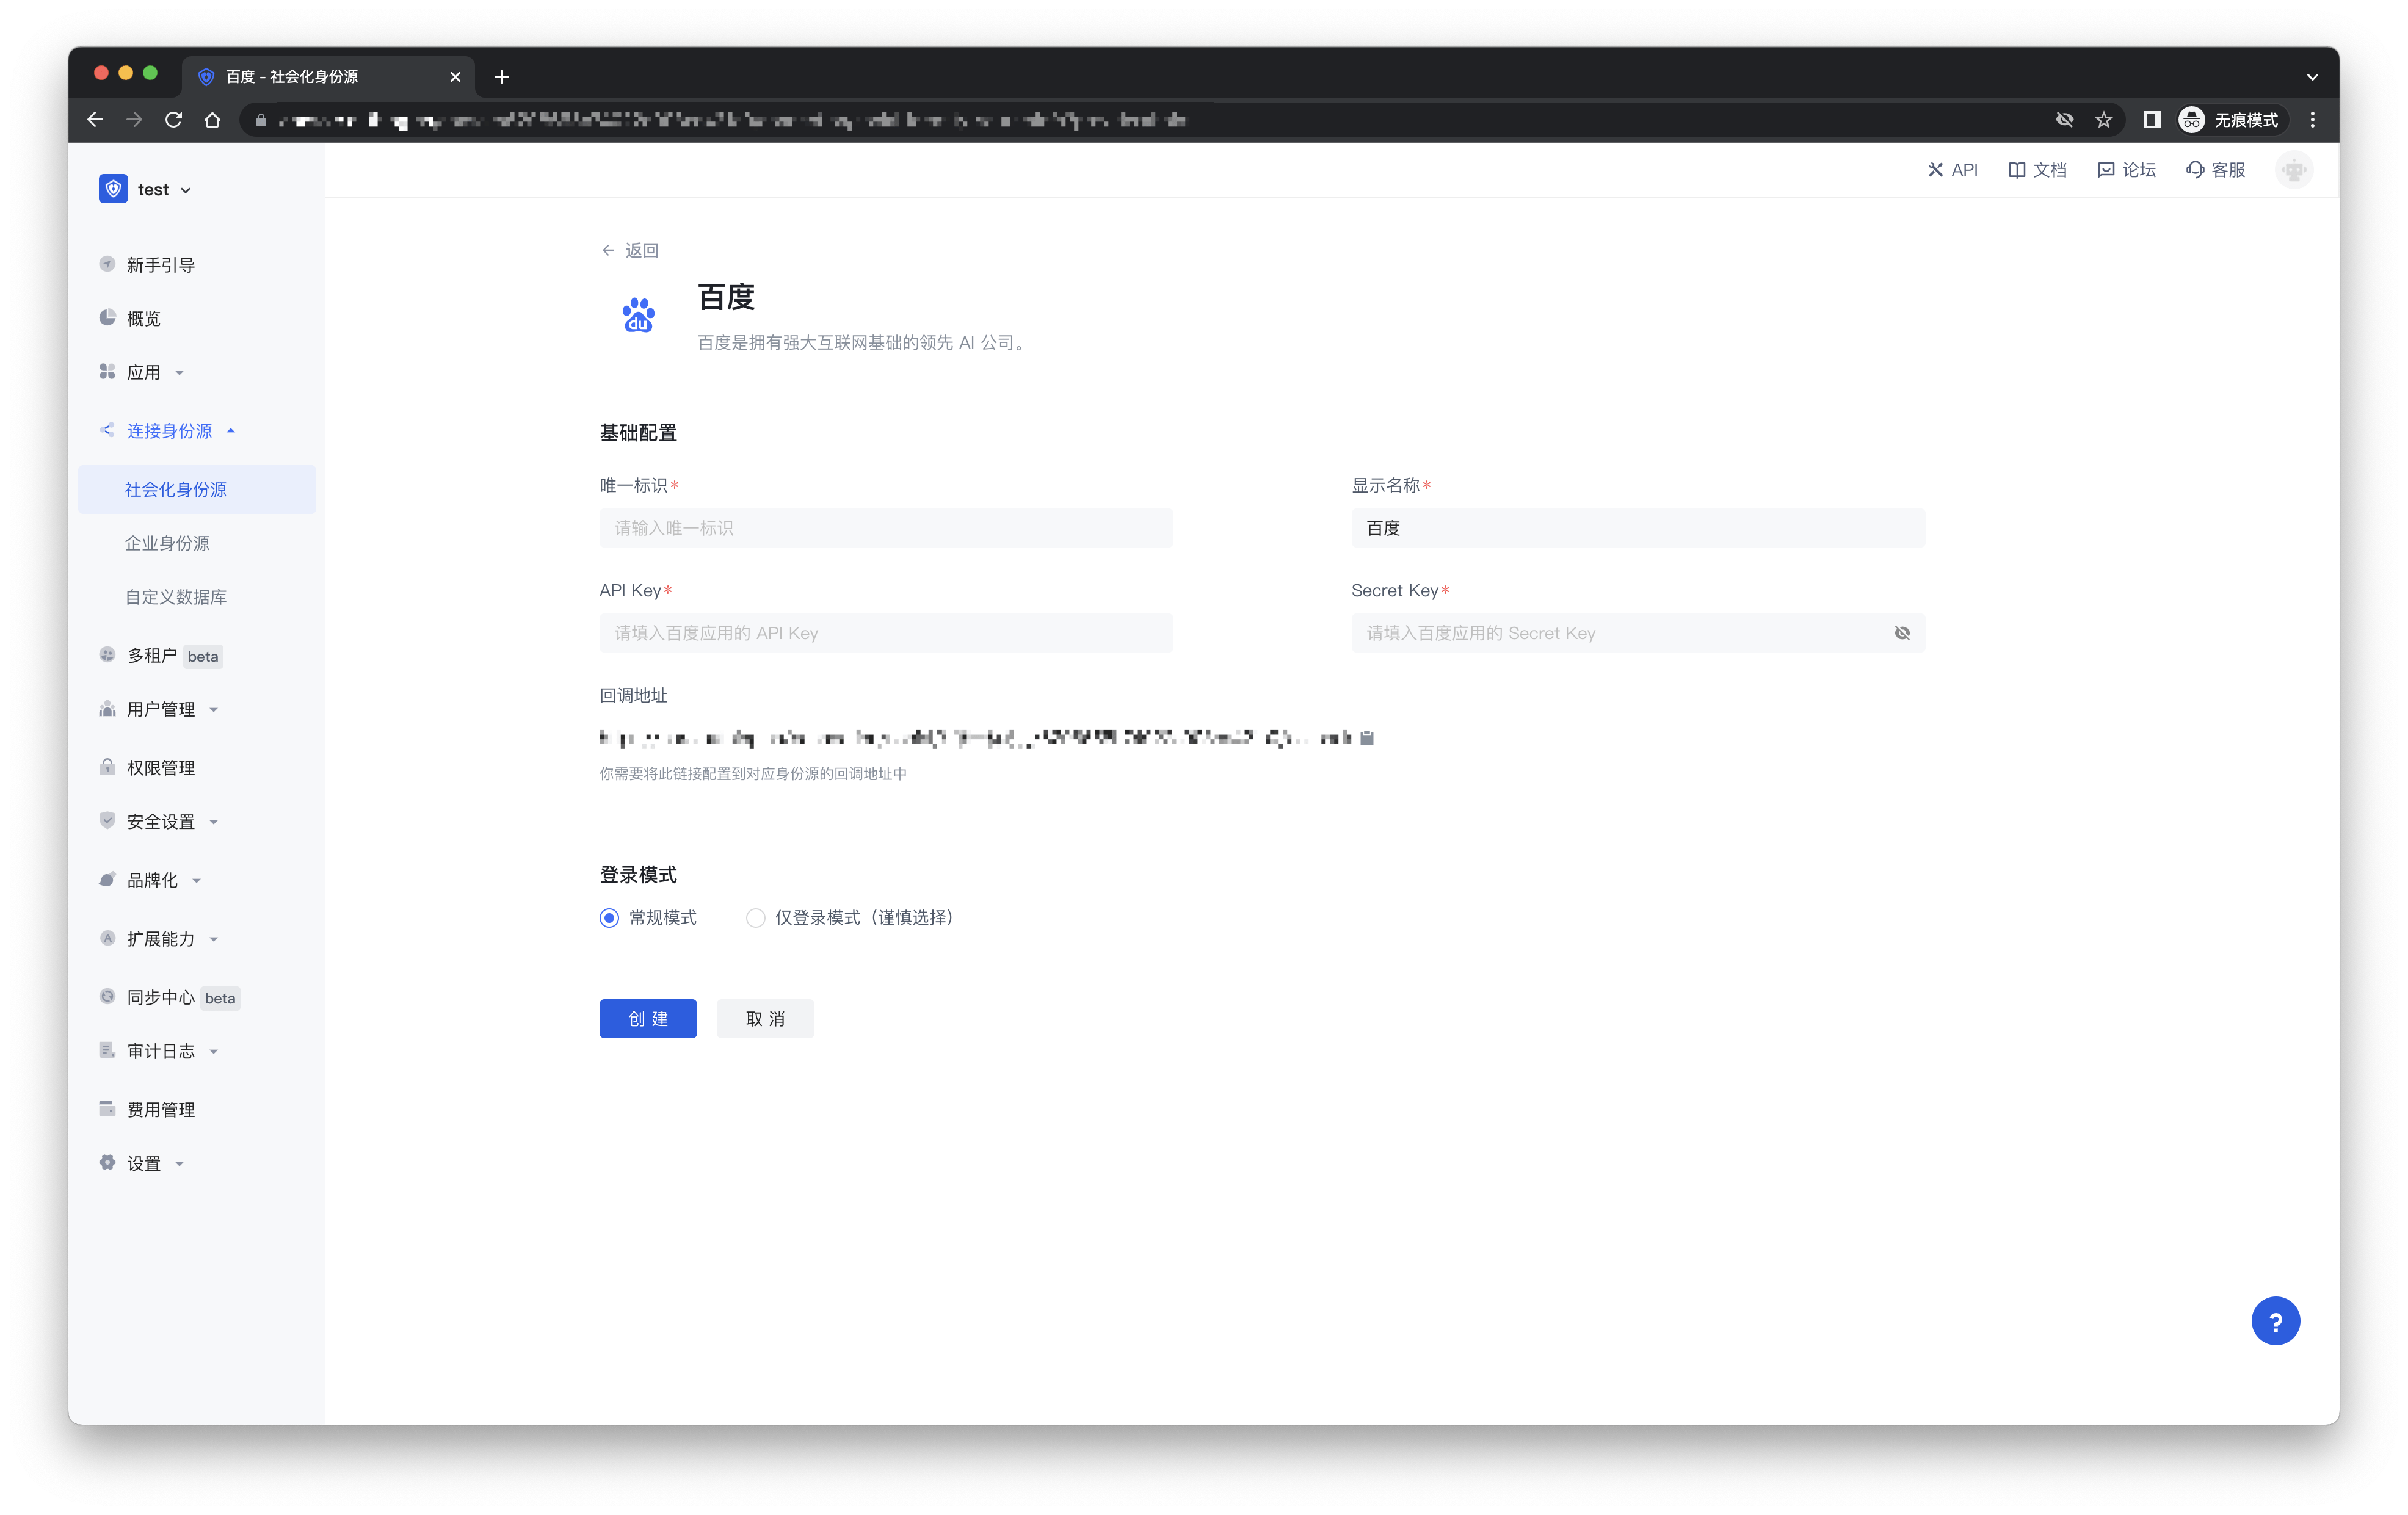 百度 - 社会化身份源
无痕模式
test
API
文档
论坛
客服
新手引导
概览
应用
连接身份源
社会化身份源
企业身份源
自定义数据库
多租户 beta
用户管理
权限管理
安全设置
品牌化
扩展能力
同步中心 beta
审计日志
费用管理
设置
返回
du
百度
百度是拥有强大互联网基础的领先 AI 公司。
基础配置
唯一标识*
显示名称*
请输入唯一标识
百度
API Key*
Secret Key*
请填入百度应用的 API Key
请填入百度应用的 Secret Key
回调地址
你需要将此链接配置到对应身份源的回调地址中
登录模式
常规模式
仅登录模式（谨慎选择）
创 建
取 消
?